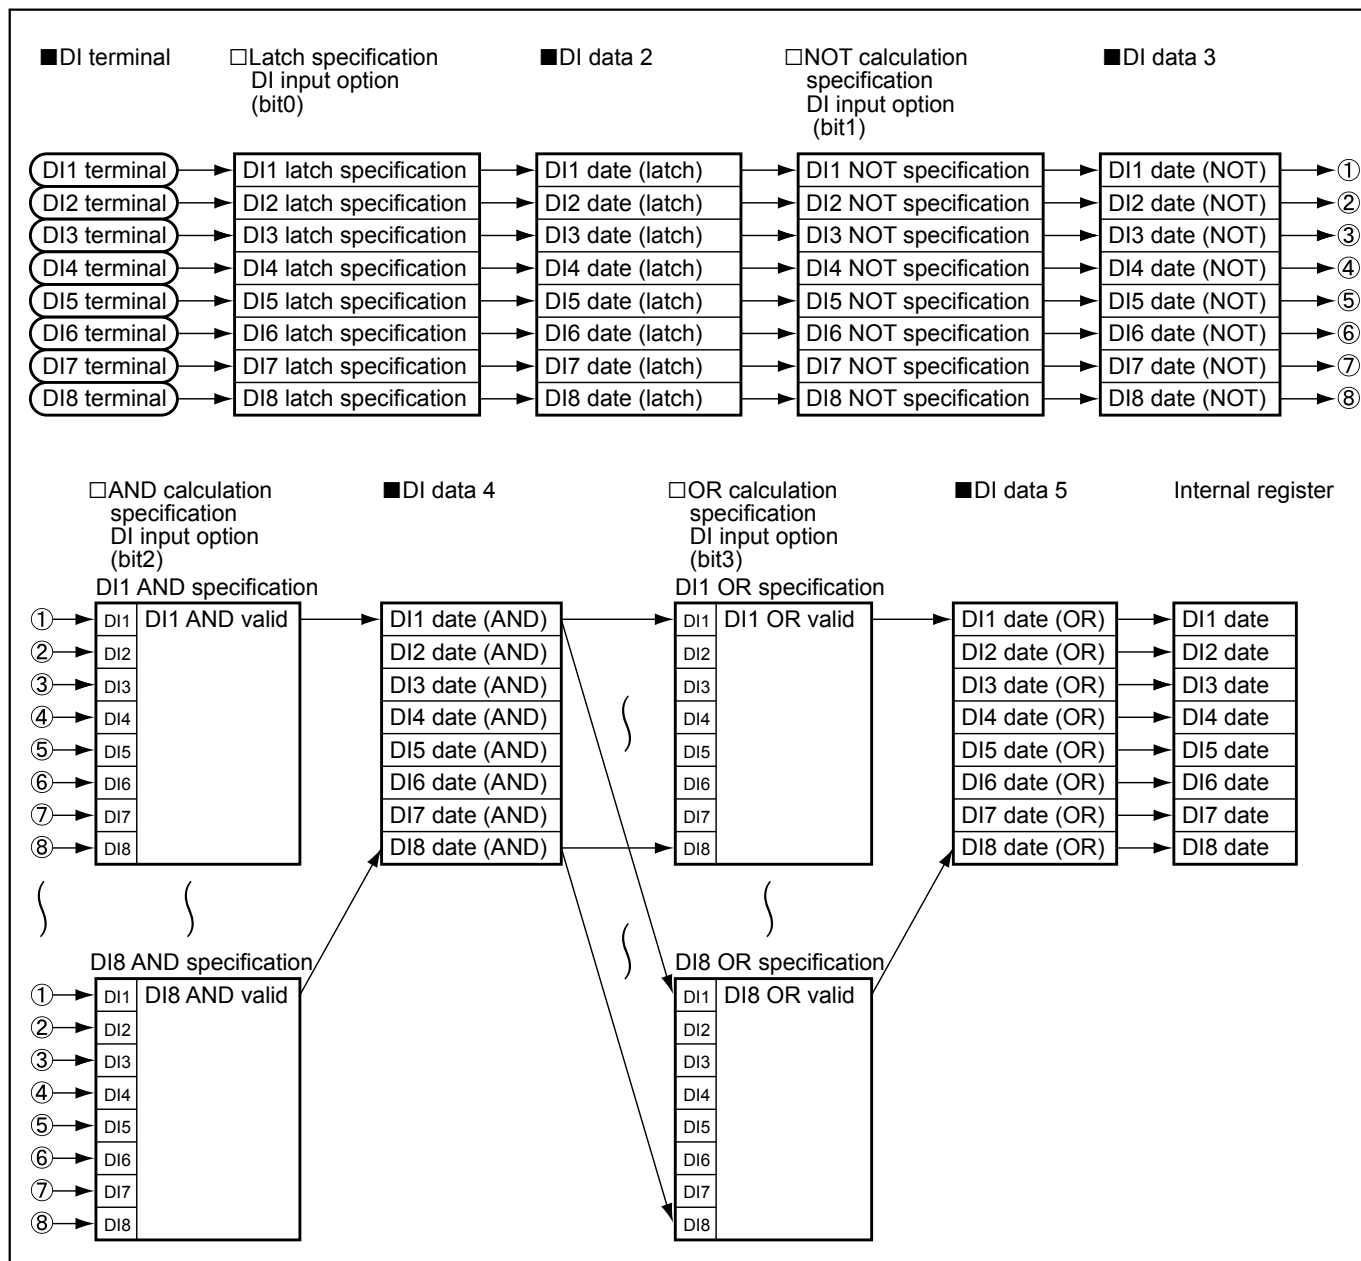 ■DI terminal
□Latch specification
DI input option
(bit0)
■DI data 2
□NOT calculation
specification
DI input option
(bit1)
■DI data 3
DI1 terminal DI1 latch specification DI1 date (latch) DI1 NOT specification DI1 date (NOT) ①
DI2 terminal DI2 latch specification DI2 date (latch) DI2 NOT specification DI2 date (NOT) ②
DI3 terminal DI3 latch specification DI3 date (latch) DI3 NOT specification DI3 date (NOT) ③
DI4 terminal DI4 latch specification DI4 date (latch) DI4 NOT specification DI4 date (NOT) ④
DI5 terminal DI5 latch specification DI5 date (latch) DI5 NOT specification DI5 date (NOT) ⑤
DI6 terminal DI6 latch specification DI6 date (latch) DI6 NOT specification DI6 date (NOT) ⑥
DI7 terminal DI7 latch specification DI7 date (latch) DI7 NOT specification DI7 date (NOT) ⑦
DI8 terminal DI8 latch specification DI8 date (latch) DI8 NOT specification DI8 date (NOT) ⑧
□AND calculation
specification
DI input option
(bit2)
■DI data 4
□OR calculation
specification
DI input option
(bit3)
■DI data 5
Internal register
DI1 AND specification DI1 OR specification
① DI1 DI1 AND valid DI1 date (AND) DI1 DI1 OR valid DI1 date (OR) DI1 date
② DI2 DI2 date (AND) DI2 DI2 date (OR) DI2 date
③ DI3 DI3 date (AND) DI3 DI3 date (OR) DI3 date
④ DI4 DI4 date (AND) DI4 DI4 date (OR) DI4 date
⑤ DI5 DI5 date (AND) DI5 DI5 date (OR) DI5 date
⑥ DI6 DI6 date (AND) DI6 DI6 date (OR) DI6 date
⑦ DI7 DI7 date (AND) DI7 DI7 date (OR) DI7 date
⑧ DI8 DI8 date (AND) DI8 DI8 date (OR) DI8 date
DI8 AND specification DI8 OR specification
① DI1 DI8 AND valid DI1 DI8 OR valid
② DI2 DI2
③ DI3 DI3
④ DI4 DI4
⑤ DI5 DI5
⑥ DI6 DI6
⑦ DI7 DI7
⑧ DI8 DI8